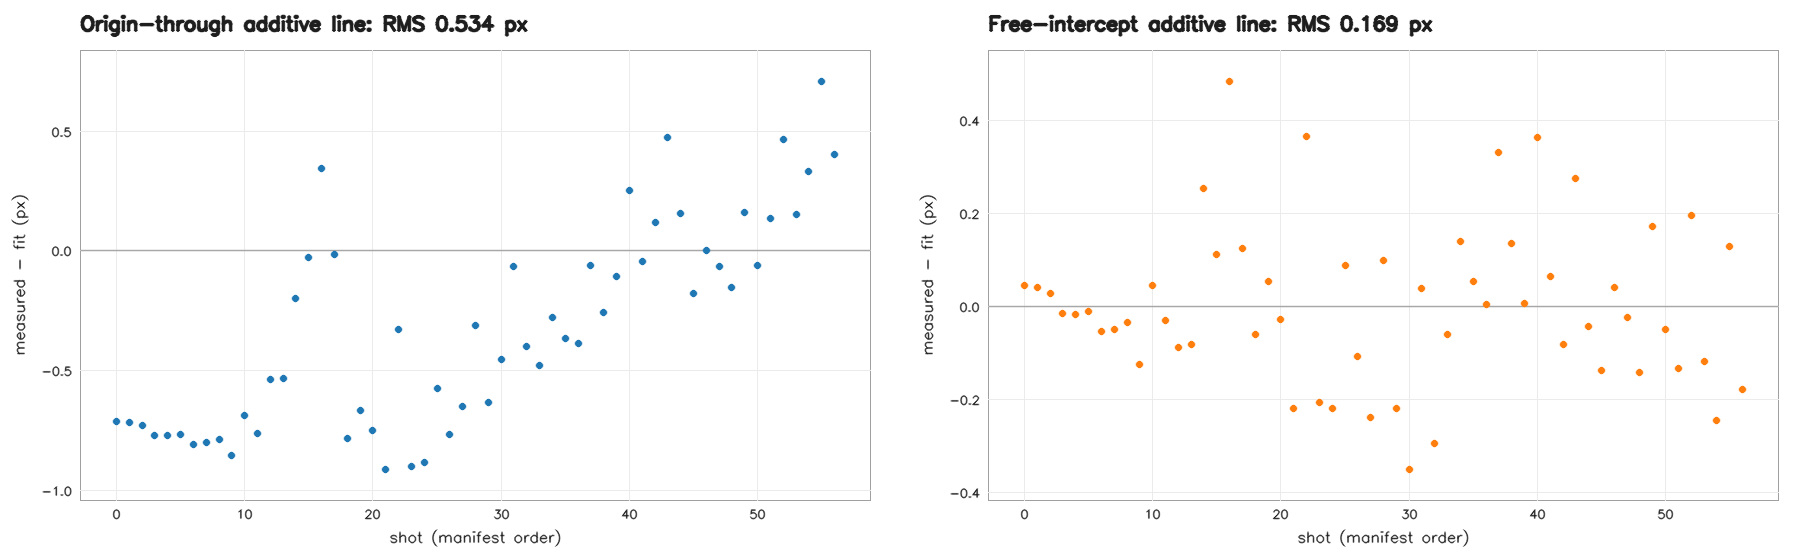 Origin−through additive line: RMS 0.534 px
measured − fit (px)
0.5
0.0
−0.5
−1.0
0 10 20 30 40 50
shot (manifest order)
Free−intercept additive line: RMS 0.169 px
measured − fit (px)
0.4
0.2
0.0
−0.2
−0.4
0 10 20 30 40 50
shot (manifest order)